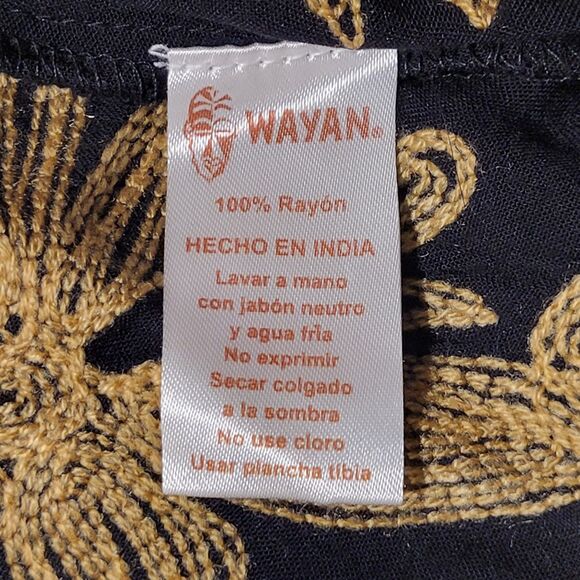 WAYAN®
100% Rayón
HECHO EN INDIA
Lavar a mano
con jabón neutro
y agua fria
No exprimir
Secar colgado
a la sombra
No use cloro
Usar plancha tibia